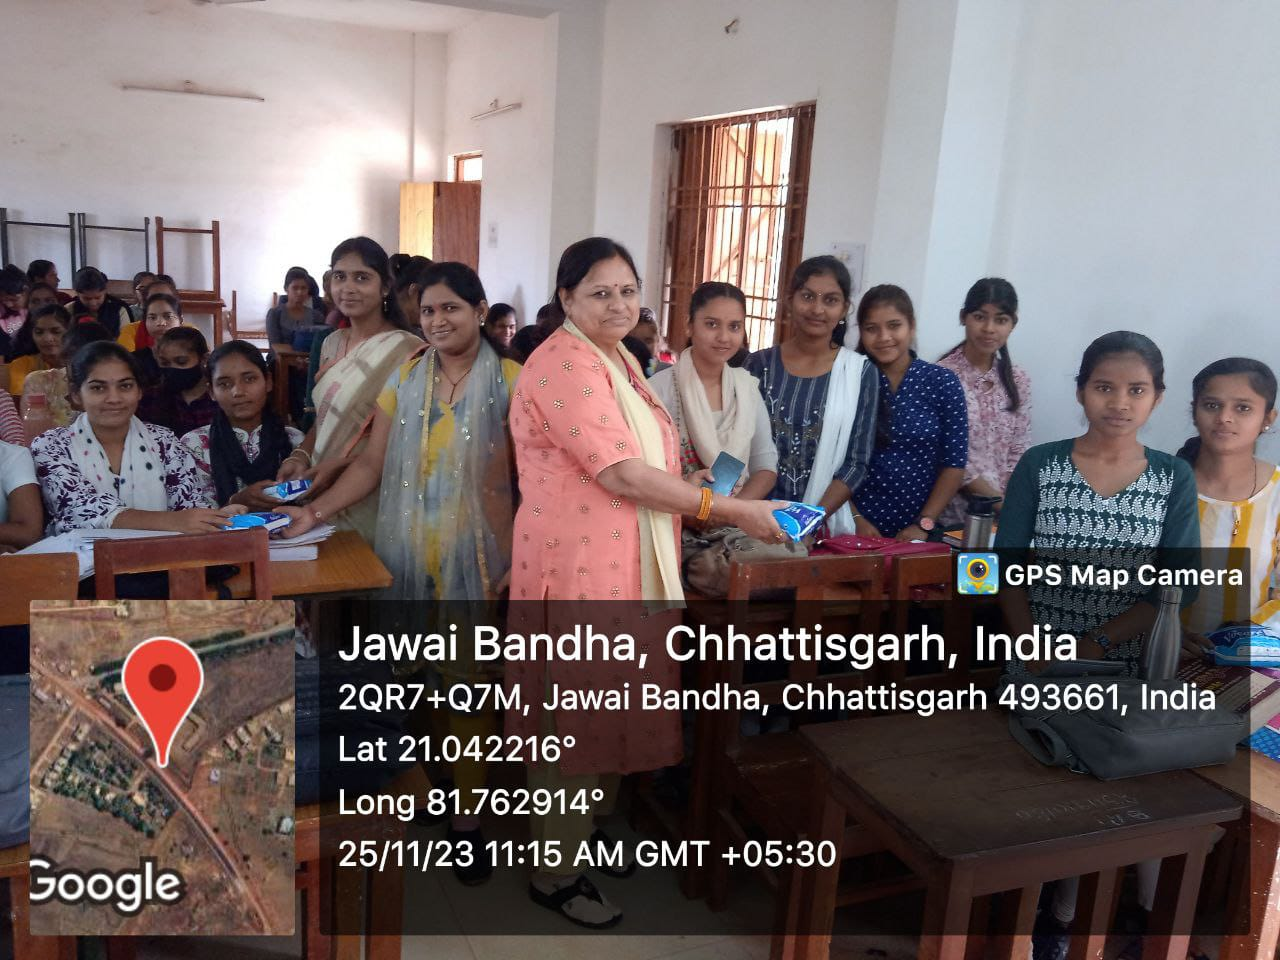 GPS Map Camera
Jawai Bandha, Chhattisgarh, India
2QR7+Q7M, Jawai Bandha, Chhattisgarh 493661, India
Lat 21.042216°
Long 81.762914°
25/11/23 11:15 AM GMT +05:30
Google